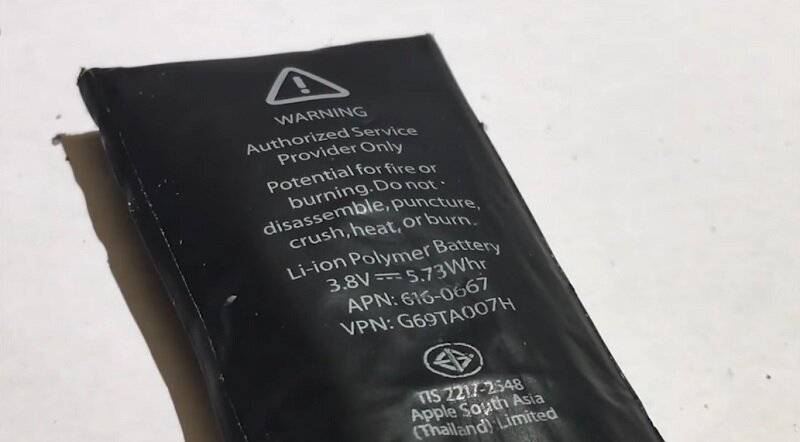 WARNING
Authorized Service
Provider Only
Potential for fire or
burning. Do not
disassemble, puncture,
crush, heat, or burn.
Li-ion Polymer Battery
3.8V⎓5.73Whr
APN: 616-0667
VPN: G69TA007H
TIS 2217-2548
Apple South Asia
(Thailand) Limited